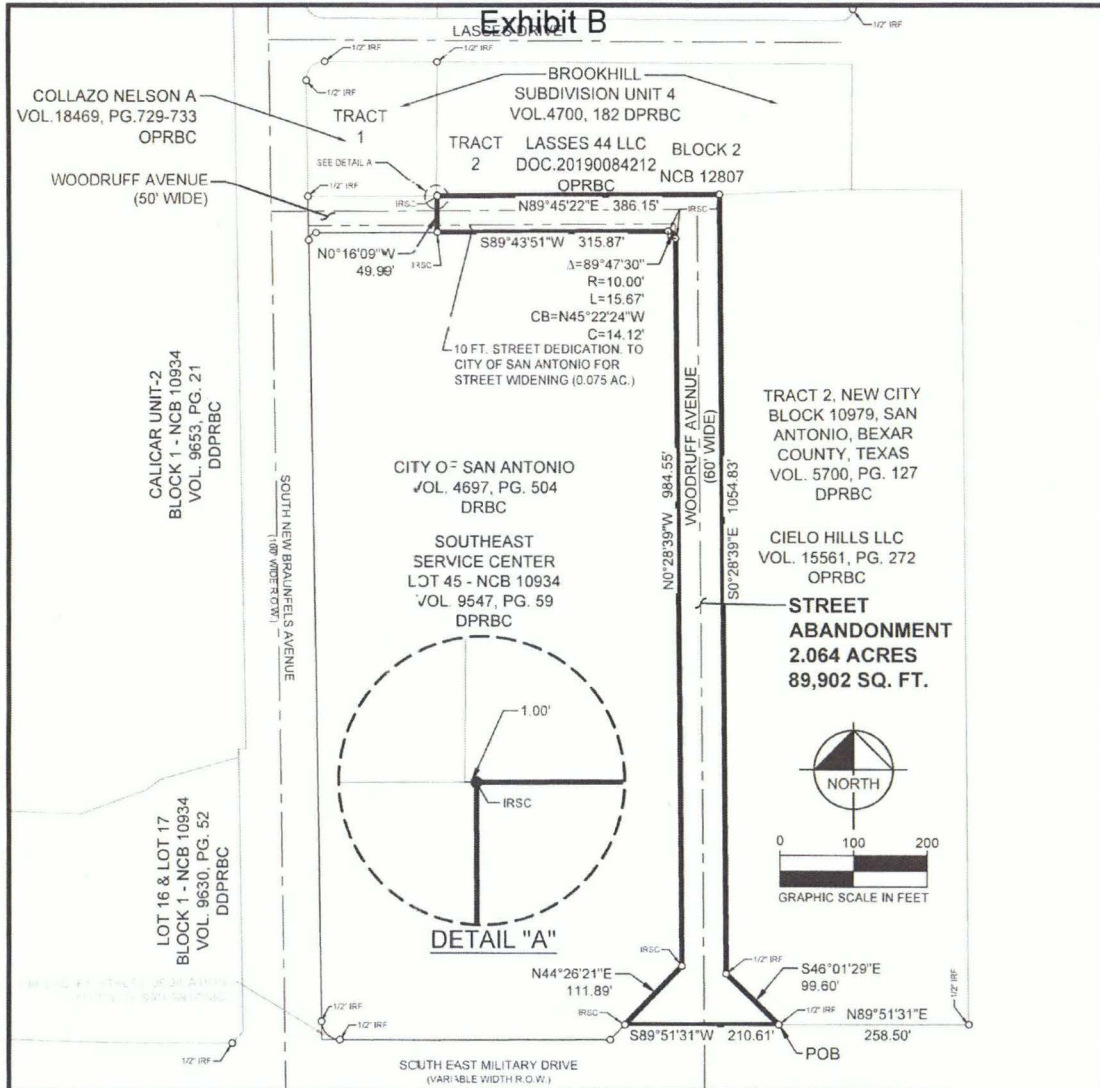 Exhibit B
LASSES DRIVE
1/2" IRF
1/2" IRF
1/2" IRF
1/2" IRF
COLLAZO NELSON A
VOL.18469, PG.729-733
OPRBC
TRACT
1
BROOKHILL
SUBDIVISION UNIT 4
VOL.4700, 182 DPRBC
TRACT
2
LASSES 44 LLC
DOC.20190084212
OPRBC
BLOCK 2
NCB 12807
SEE DETAIL A
WOODRUFF AVENUE
(50' WIDE)
1/2" IRF
IRSC
N89°45'22"E 386.15'
IRSC
N0°16'09"W
49.99'
IRSC
S89°43'51"W 315.87'
Δ=89°47'30"
R=10.00'
L=15.67'
CB=N45°22'24"W
C=14.12'
10 FT. STREET DEDICATION. TO
CITY OF SAN ANTONIO FOR
STREET WIDENING (0.075 AC.)
CALICAR UNIT-2
BLOCK 1 - NCB 10934
VOL. 9653, PG. 21
DDPRBC
SOUTH NEW BRAUNFELS AVENUE
(100' WIDE R.O.W.)
CITY OF SAN ANTONIO
VOL. 4697, PG. 504
DRBC
SOUTHEAST
SERVICE CENTER
LOT 45 - NCB 10934
VOL. 9547, PG. 59
DPRBC
N0°28'39"W 984.55'
WOODRUFF AVENUE
(60' WIDE)
S0°28'39"E 1054.83'
TRACT 2, NEW CITY
BLOCK 10979, SAN
ANTONIO, BEXAR
COUNTY, TEXAS
VOL. 5700, PG. 127
DPRBC
CIELO HILLS LLC
VOL. 15561, PG. 272
OPRBC
STREET
ABANDONMENT
2.064 ACRES
89,902 SQ. FT.
1.00'
IRSC
DETAIL "A"
NORTH
0 100 200
GRAPHIC SCALE IN FEET
LOT 16 & LOT 17
BLOCK 1 - NCB 10934
VOL. 9630, PG. 52
DDPRBC
IRSC
N44°26'21"E
111.89'
IRSC
1/2" IRF
S46°01'29"E
99.60'
1/2" IRF
N89°51'31"E
258.50'
1/2" IRF
S89°51'31"W 210.61'
POB
1/2" IRF
1/2" IRF
1/2" IRF
SOUTH EAST MILITARY DRIVE
(VARIABLE WIDTH R.O.W.)